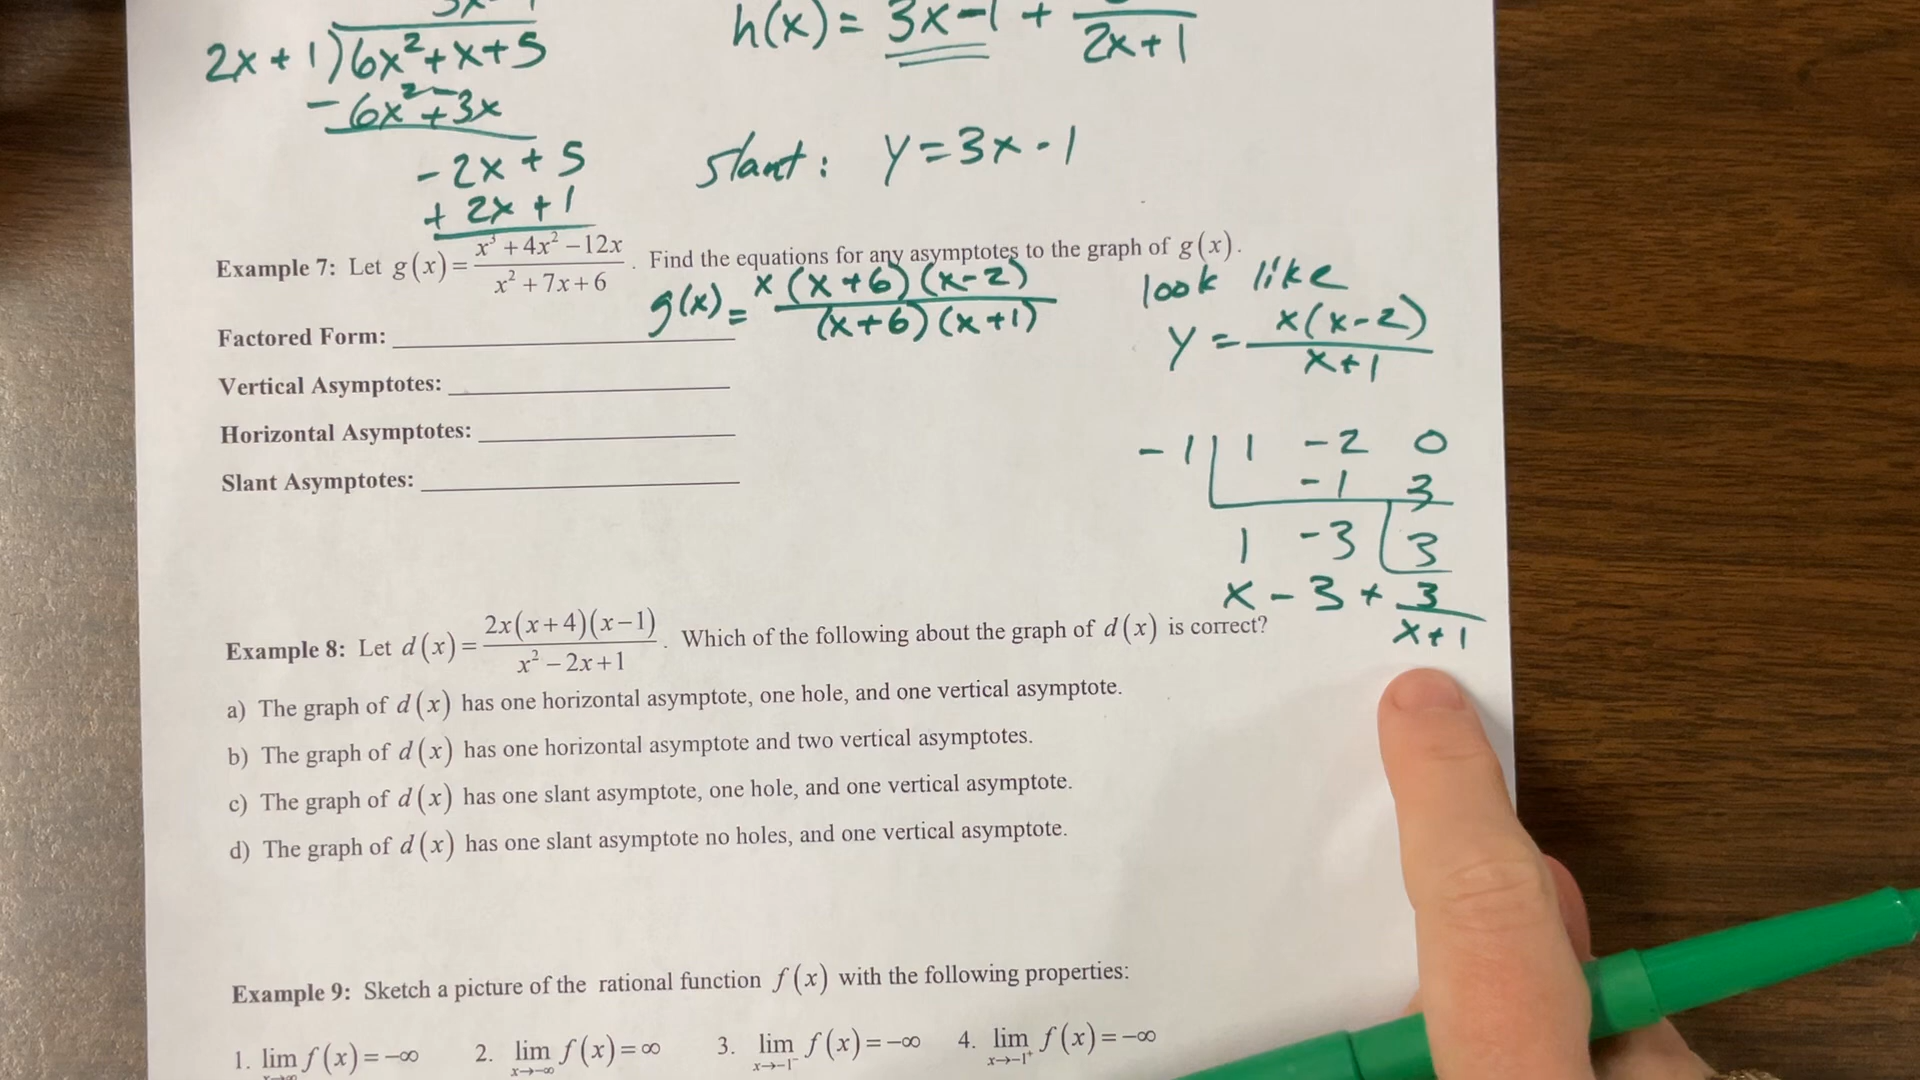 2x + 1)6x²+x+5
h(x) = 3x-1 + /2x+1
- 6x²+3x
- 2x + 5
+ 2x + 1
slant: y=3x-1
Example 7: Let g(x) = (x³+4x²-12x)/(x²+7x+6). Find the equations for any asymptotes to the graph of g(x).
g(x) = x(x+6)(x-2)/(x+6)(x+1)
look like
y = x(x-2)/x+1
Factored Form:
Vertical Asymptotes:
Horizontal Asymptotes:
Slant Asymptotes:
-1| 1 -2 0
-1 3
1 -3 |3
x - 3 + 3/x+1
Example 8: Let d(x) = 2x(x+4)(x-1)/(x²-2x+1). Which of the following about the graph of d(x) is correct?
a) The graph of d(x) has one horizontal asymptote, one hole, and one vertical asymptote.
b) The graph of d(x) has one horizontal asymptote and two vertical asymptotes.
c) The graph of d(x) has one slant asymptote, one hole, and one vertical asymptote.
d) The graph of d(x) has one slant asymptote no holes, and one vertical asymptote.
Example 9: Sketch a picture of the rational function f(x) with the following properties:
1. lim f(x) = -∞ 2. lim x→-∞ f(x) = ∞ 3. lim x→-1⁻ f(x) = -∞ 4. lim x→-1⁺ f(x) = -∞